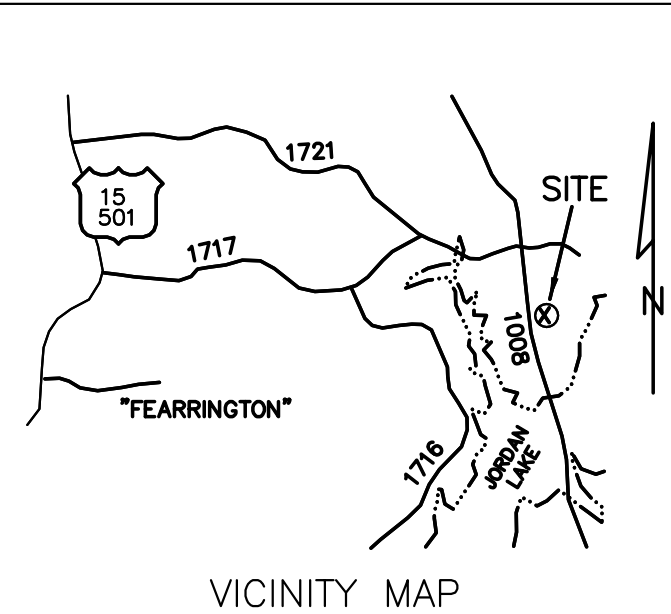 1721
SITE
15
501
1717
N
1008
"FEARRINGTON"
1716
JORDAN
LAKE
VICINITY MAP